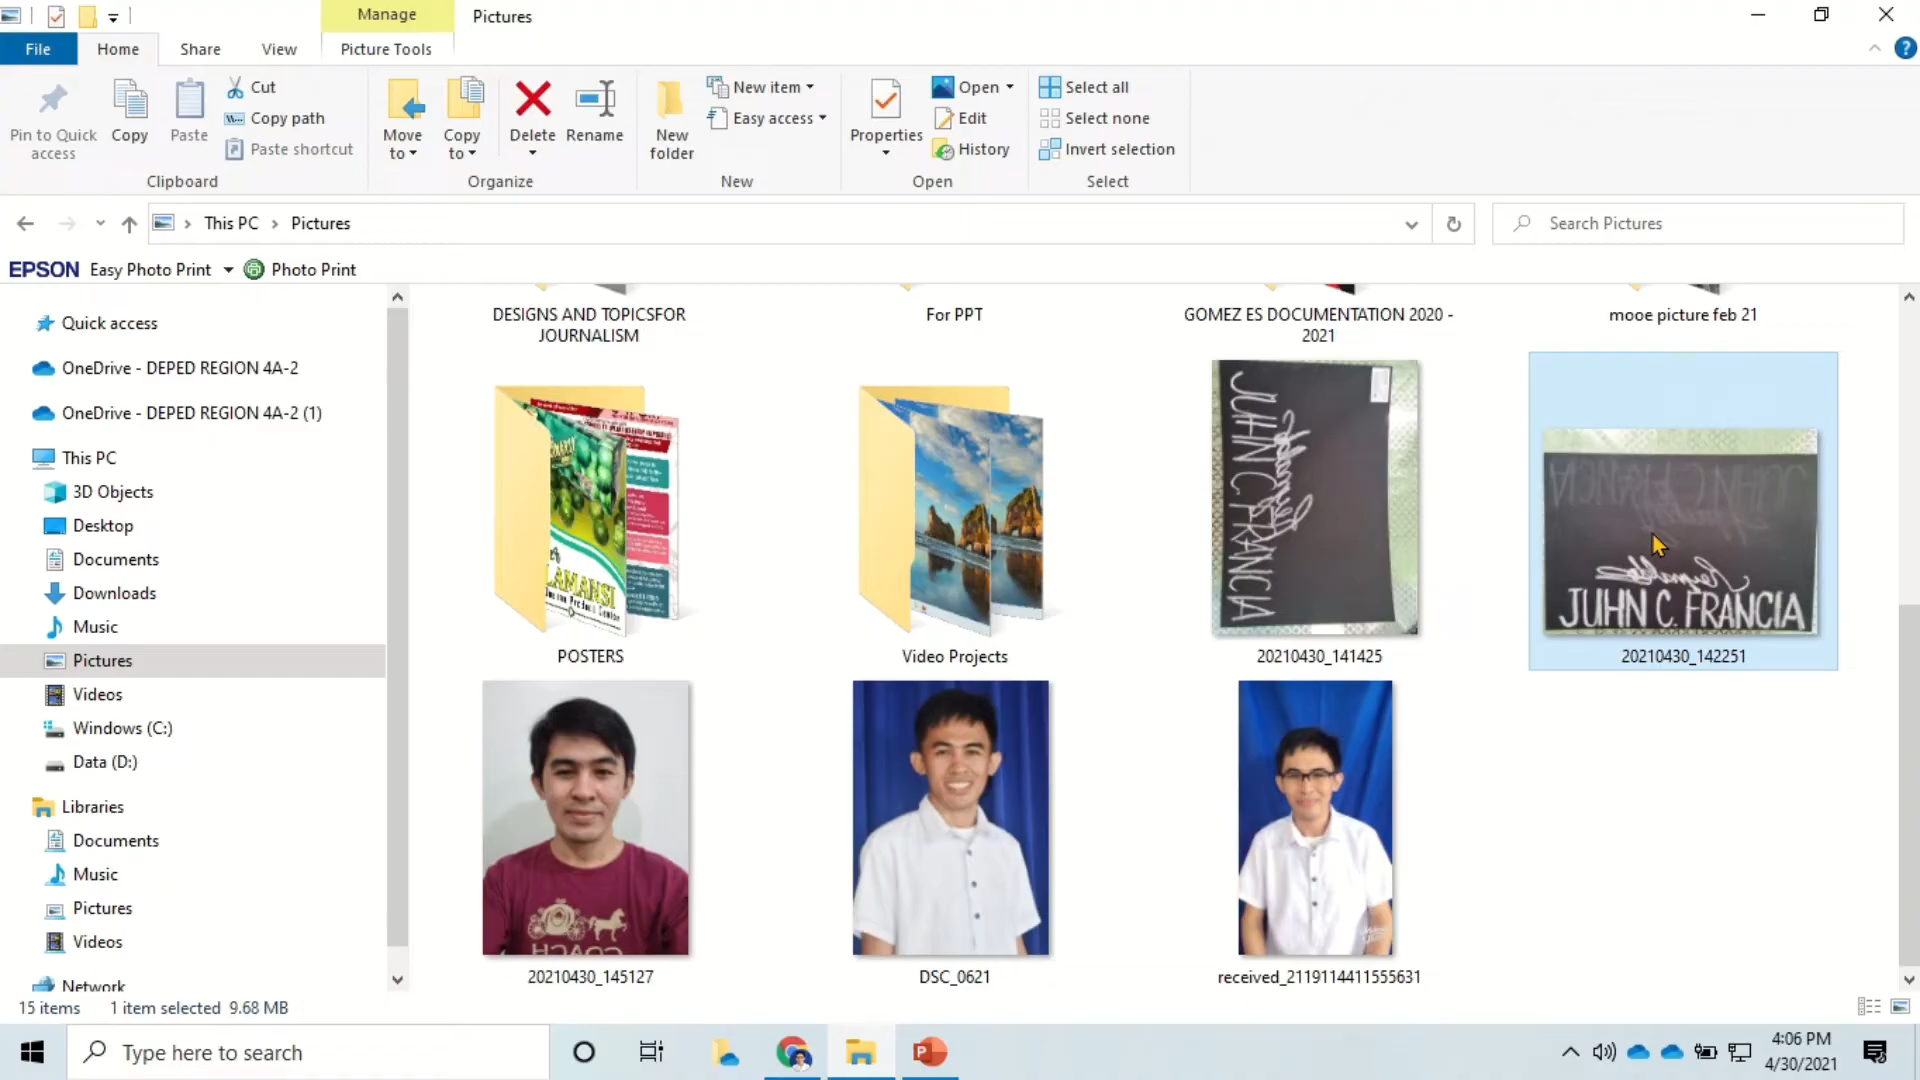 Manage
Pictures
File
Home
Share
View
Picture Tools
Pin to Quick access
Copy
Paste
Cut
Copy path
Paste shortcut
Clipboard
Move to
Copy to
Delete
Rename
Organize
New folder
New item
Easy access
New
Properties
Open
Edit
History
Open
Select all
Select none
Invert selection
Select
This PC
Pictures
Search Pictures
EPSON Easy Photo Print
Photo Print
Quick access
OneDrive - DEPED REGION 4A-2
OneDrive - DEPED REGION 4A-2 (1)
This PC
3D Objects
Desktop
Documents
Downloads
Music
Pictures
Videos
Windows (C:)
Data (D:)
Libraries
Documents
Music
Pictures
Videos
Network
DESIGNS AND TOPICSFOR
JOURNALISM
For PPT
GOMEZ ES DOCUMENTATION 2020 -
2021
mooe picture feb 21
LAMANSI
POSTERS
Video Projects
JUHN C. FRANCIA
20210430_141425
JUHN C. FRANCIA
JUHN C. FRANCIA
20210430_142251
COACH
20210430_145127
DSC_0621
received_2119114411555631
15 items
1 item selected 9.68 MB
Type here to search
4:06 PM
4/30/2021